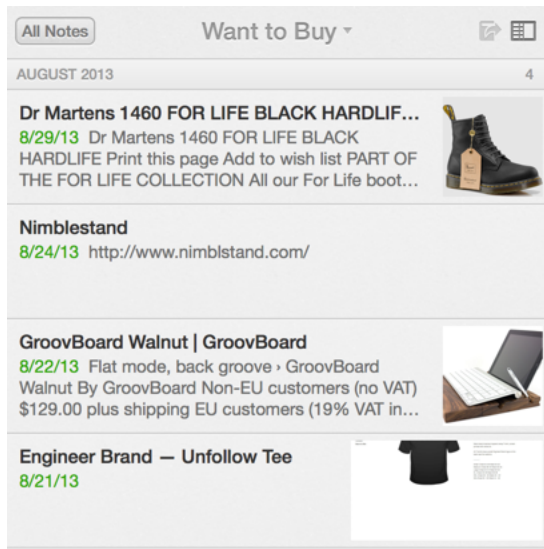 All Notes
Want to Buy
AUGUST 2013 4
Dr Martens 1460 FOR LIFE BLACK HARDLIF...
8/29/13 Dr Martens 1460 FOR LIFE BLACK
HARDLIFE Print this page Add to wish list PART OF
THE FOR LIFE COLLECTION All our For Life boot...
Nimblestand
8/24/13 http://www.nimblstand.com/
GroovBoard Walnut | GroovBoard
8/22/13 Flat mode, back groove › GroovBoard
Walnut By GroovBoard Non-EU customers (no VAT)
$129.00 plus shipping EU customers (19% VAT in...
Engineer Brand — Unfollow Tee
8/21/13